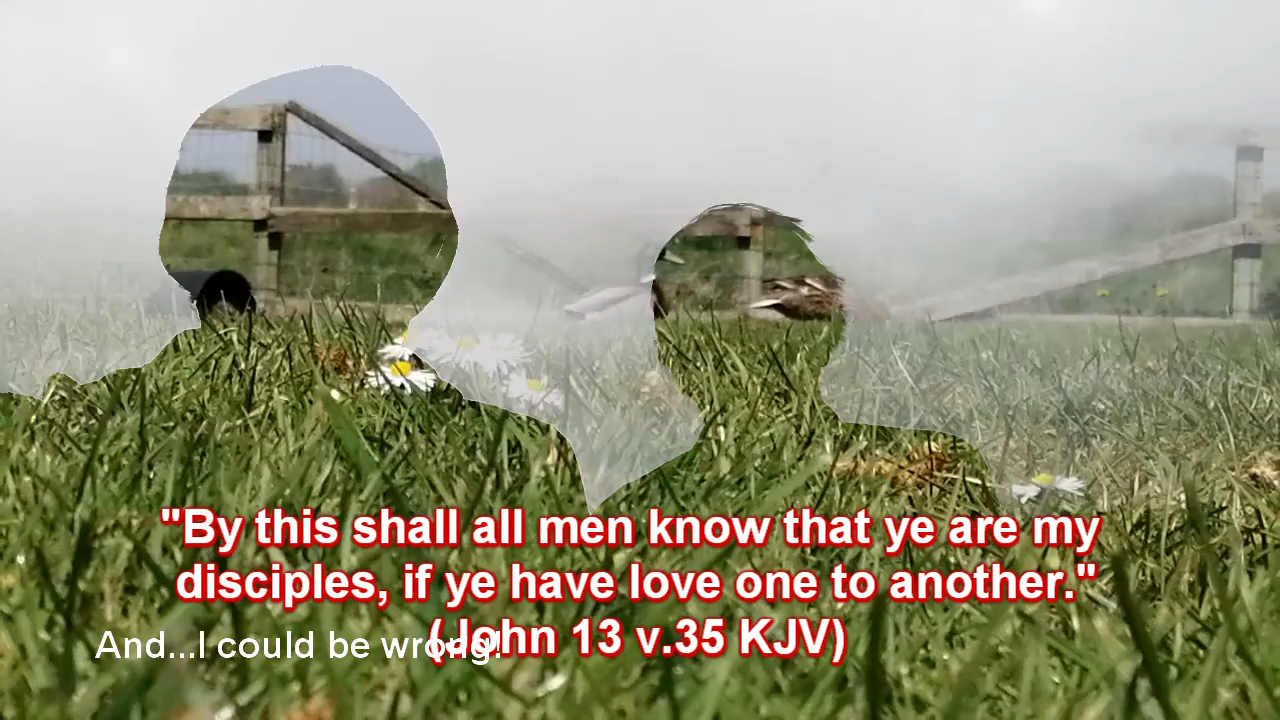 "By this shall all men know that ye are my
disciples, if ye have love one to another."
(John 13 v.35 KJV)
And...I could be wrong!